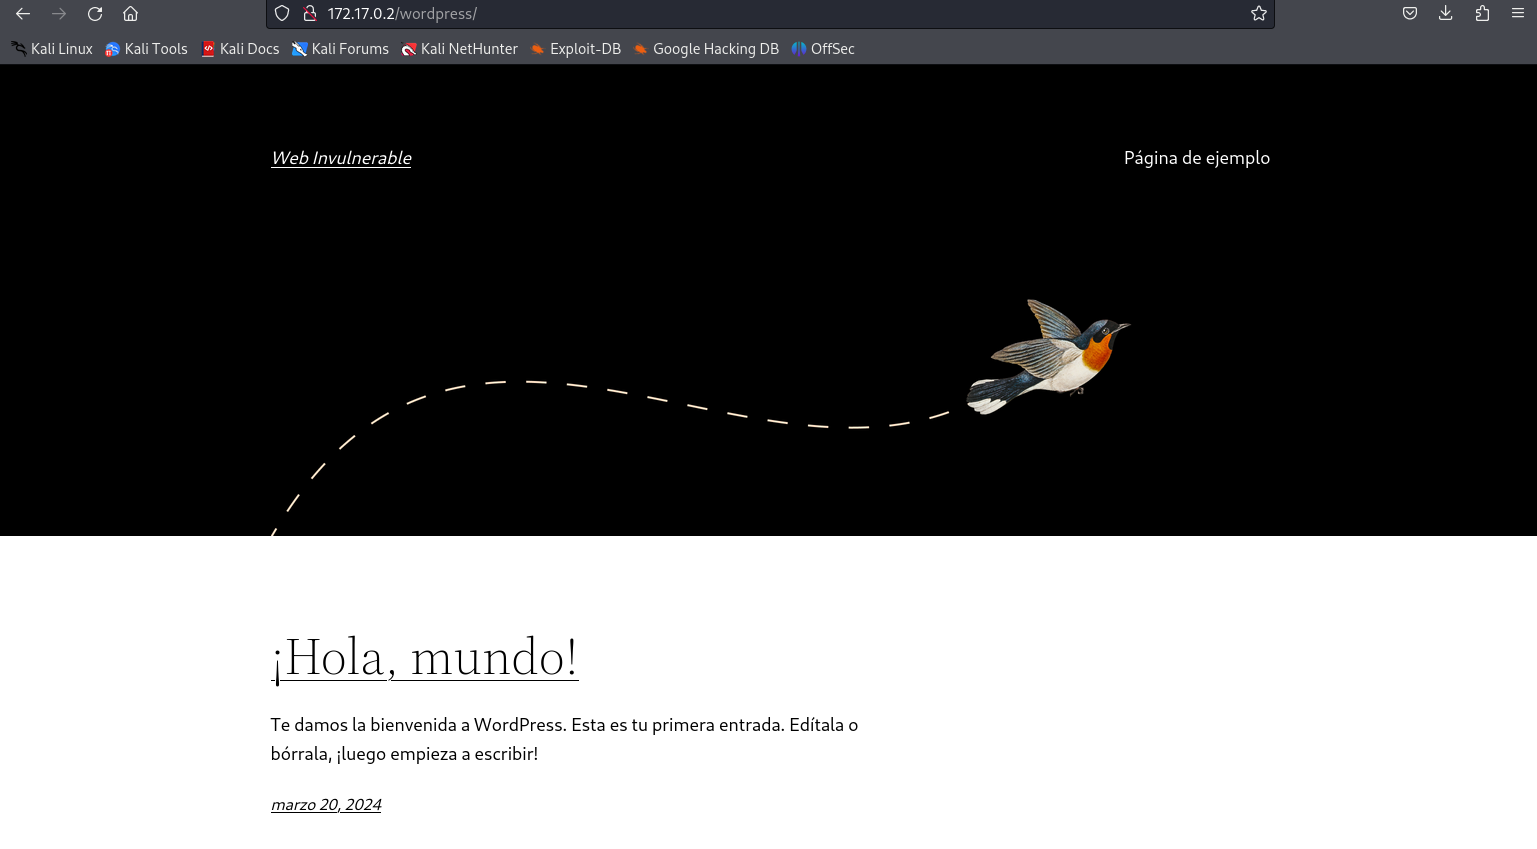 172.17.0.2/wordpress/
Kali Linux Kali Tools Kali Docs Kali Forums Kali NetHunter Exploit-DB Google Hacking DB OffSec
Web Invulnerable Página de ejemplo
¡Hola, mundo!
Te damos la bienvenida a WordPress. Esta es tu primera entrada. Edítala o
bórrala, ¡luego empieza a escribir!
marzo 20, 2024